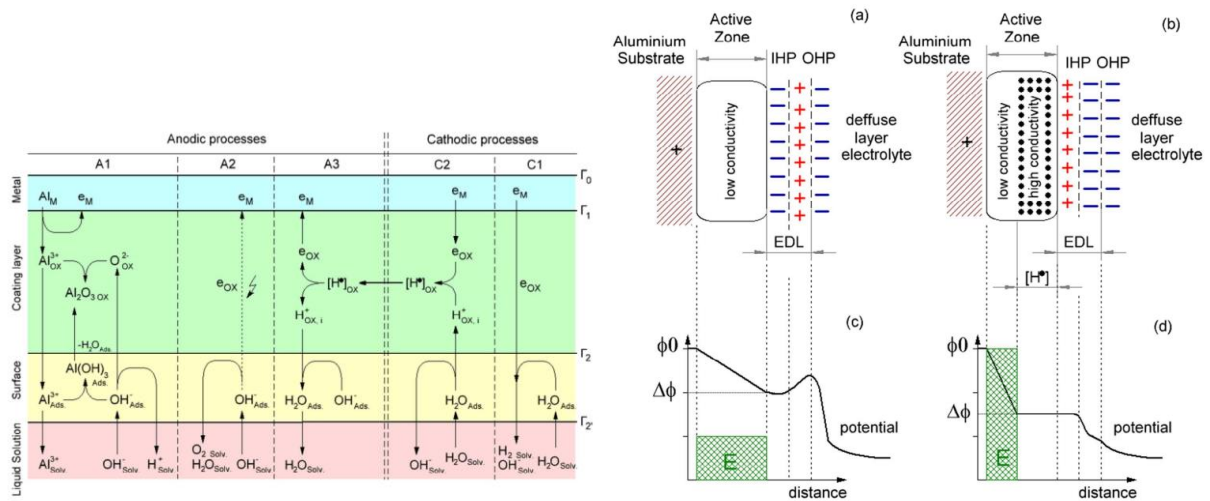 Anodic processes
Cathodic processes
A1
A2
A3
C2
C1
Γ0
Metal
AlM
eM
eM
eM
eM
eM
Γ1
Coating layer
Al3+OX
O2-OX
Al2O3 OX
eOX
eOX
[H•]OX
[H•]OX
eOX
eOX
H+OX, i
H+OX, i
-H2OAds.
Γ2
Surface
Al(OH)3 Ads.
Al3+Ads.
OH-Ads.
OH-Ads.
H2OAds.
OH-Ads.
H2OAds.
H2OAds.
Γ2'
Liquid Solution
Al3+Solv.
OH-Solv.
H+Solv.
O2 Solv.
H2OSolv.
OH-Solv.
H2OSolv.
OH-Solv.
H2OSolv.
H2 Solv.
OH-Solv.
H2OSolv.
(a)
Active
Zone
Aluminium
Substrate
IHP OHP
+
low conductivity
deffuse
layer
electrolyte
EDL
(b)
Active
Zone
Aluminium
Substrate
IHP OHP
+
low conductivity
high conductivity
deffuse
layer
electrolyte
EDL
[H•]
(c)
ϕ0
Δϕ
E
potential
distance
(d)
ϕ0
Δϕ
E
potential
distance